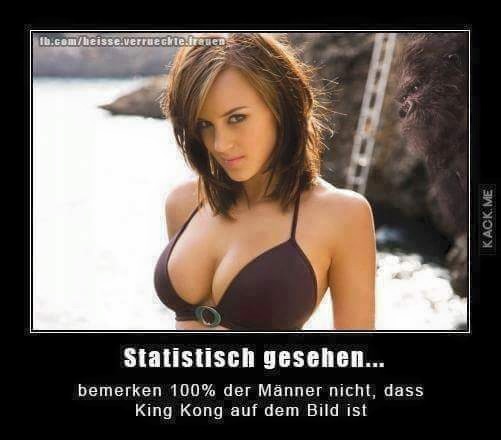 fb.com/heisse.verrueckte.frauen
KACK.ME
Statistisch gesehen...
bemerken 100% der Männer nicht, dass
King Kong auf dem Bild ist